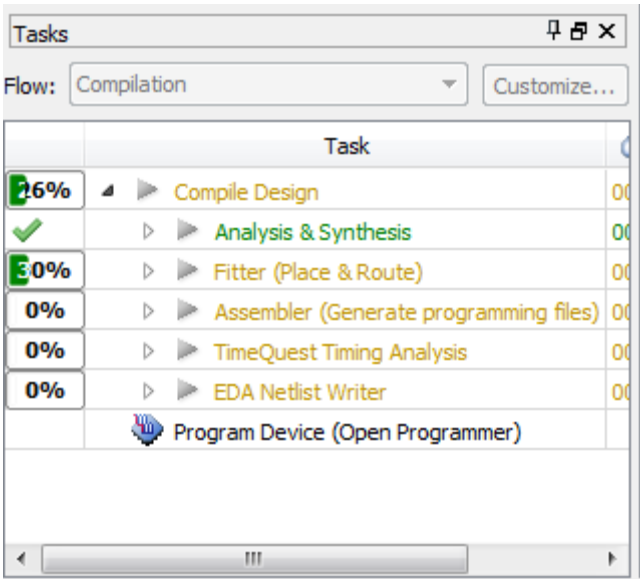 Tasks
Flow: Compilation Customize...
Task
26% Compile Design 00
Analysis & Synthesis 00
30% Fitter (Place & Route) 00
0% Assembler (Generate programming files) 00
0% TimeQuest Timing Analysis 00
0% EDA Netlist Writer 00
Program Device (Open Programmer)